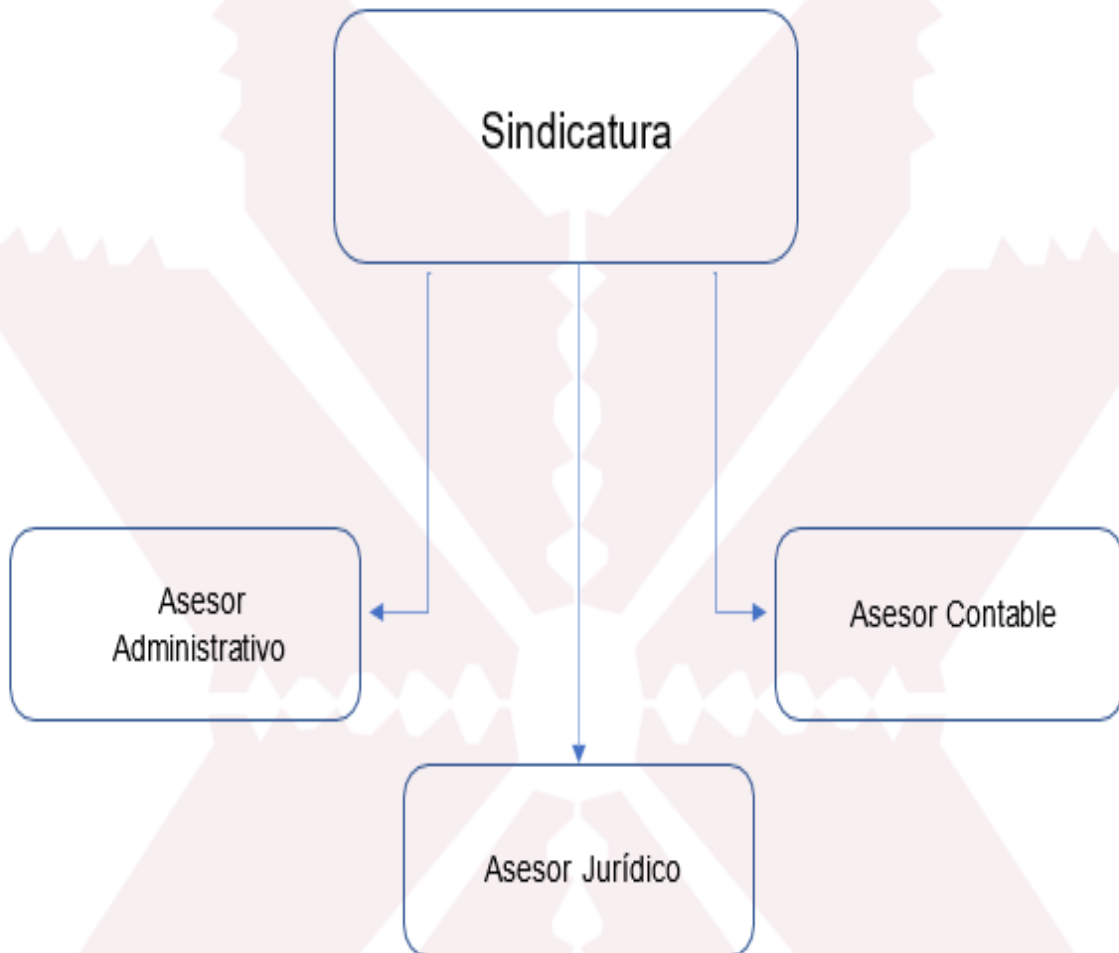 Sindicatura
Asesor
Administrativo
Asesor Contable
Asesor Jurídico